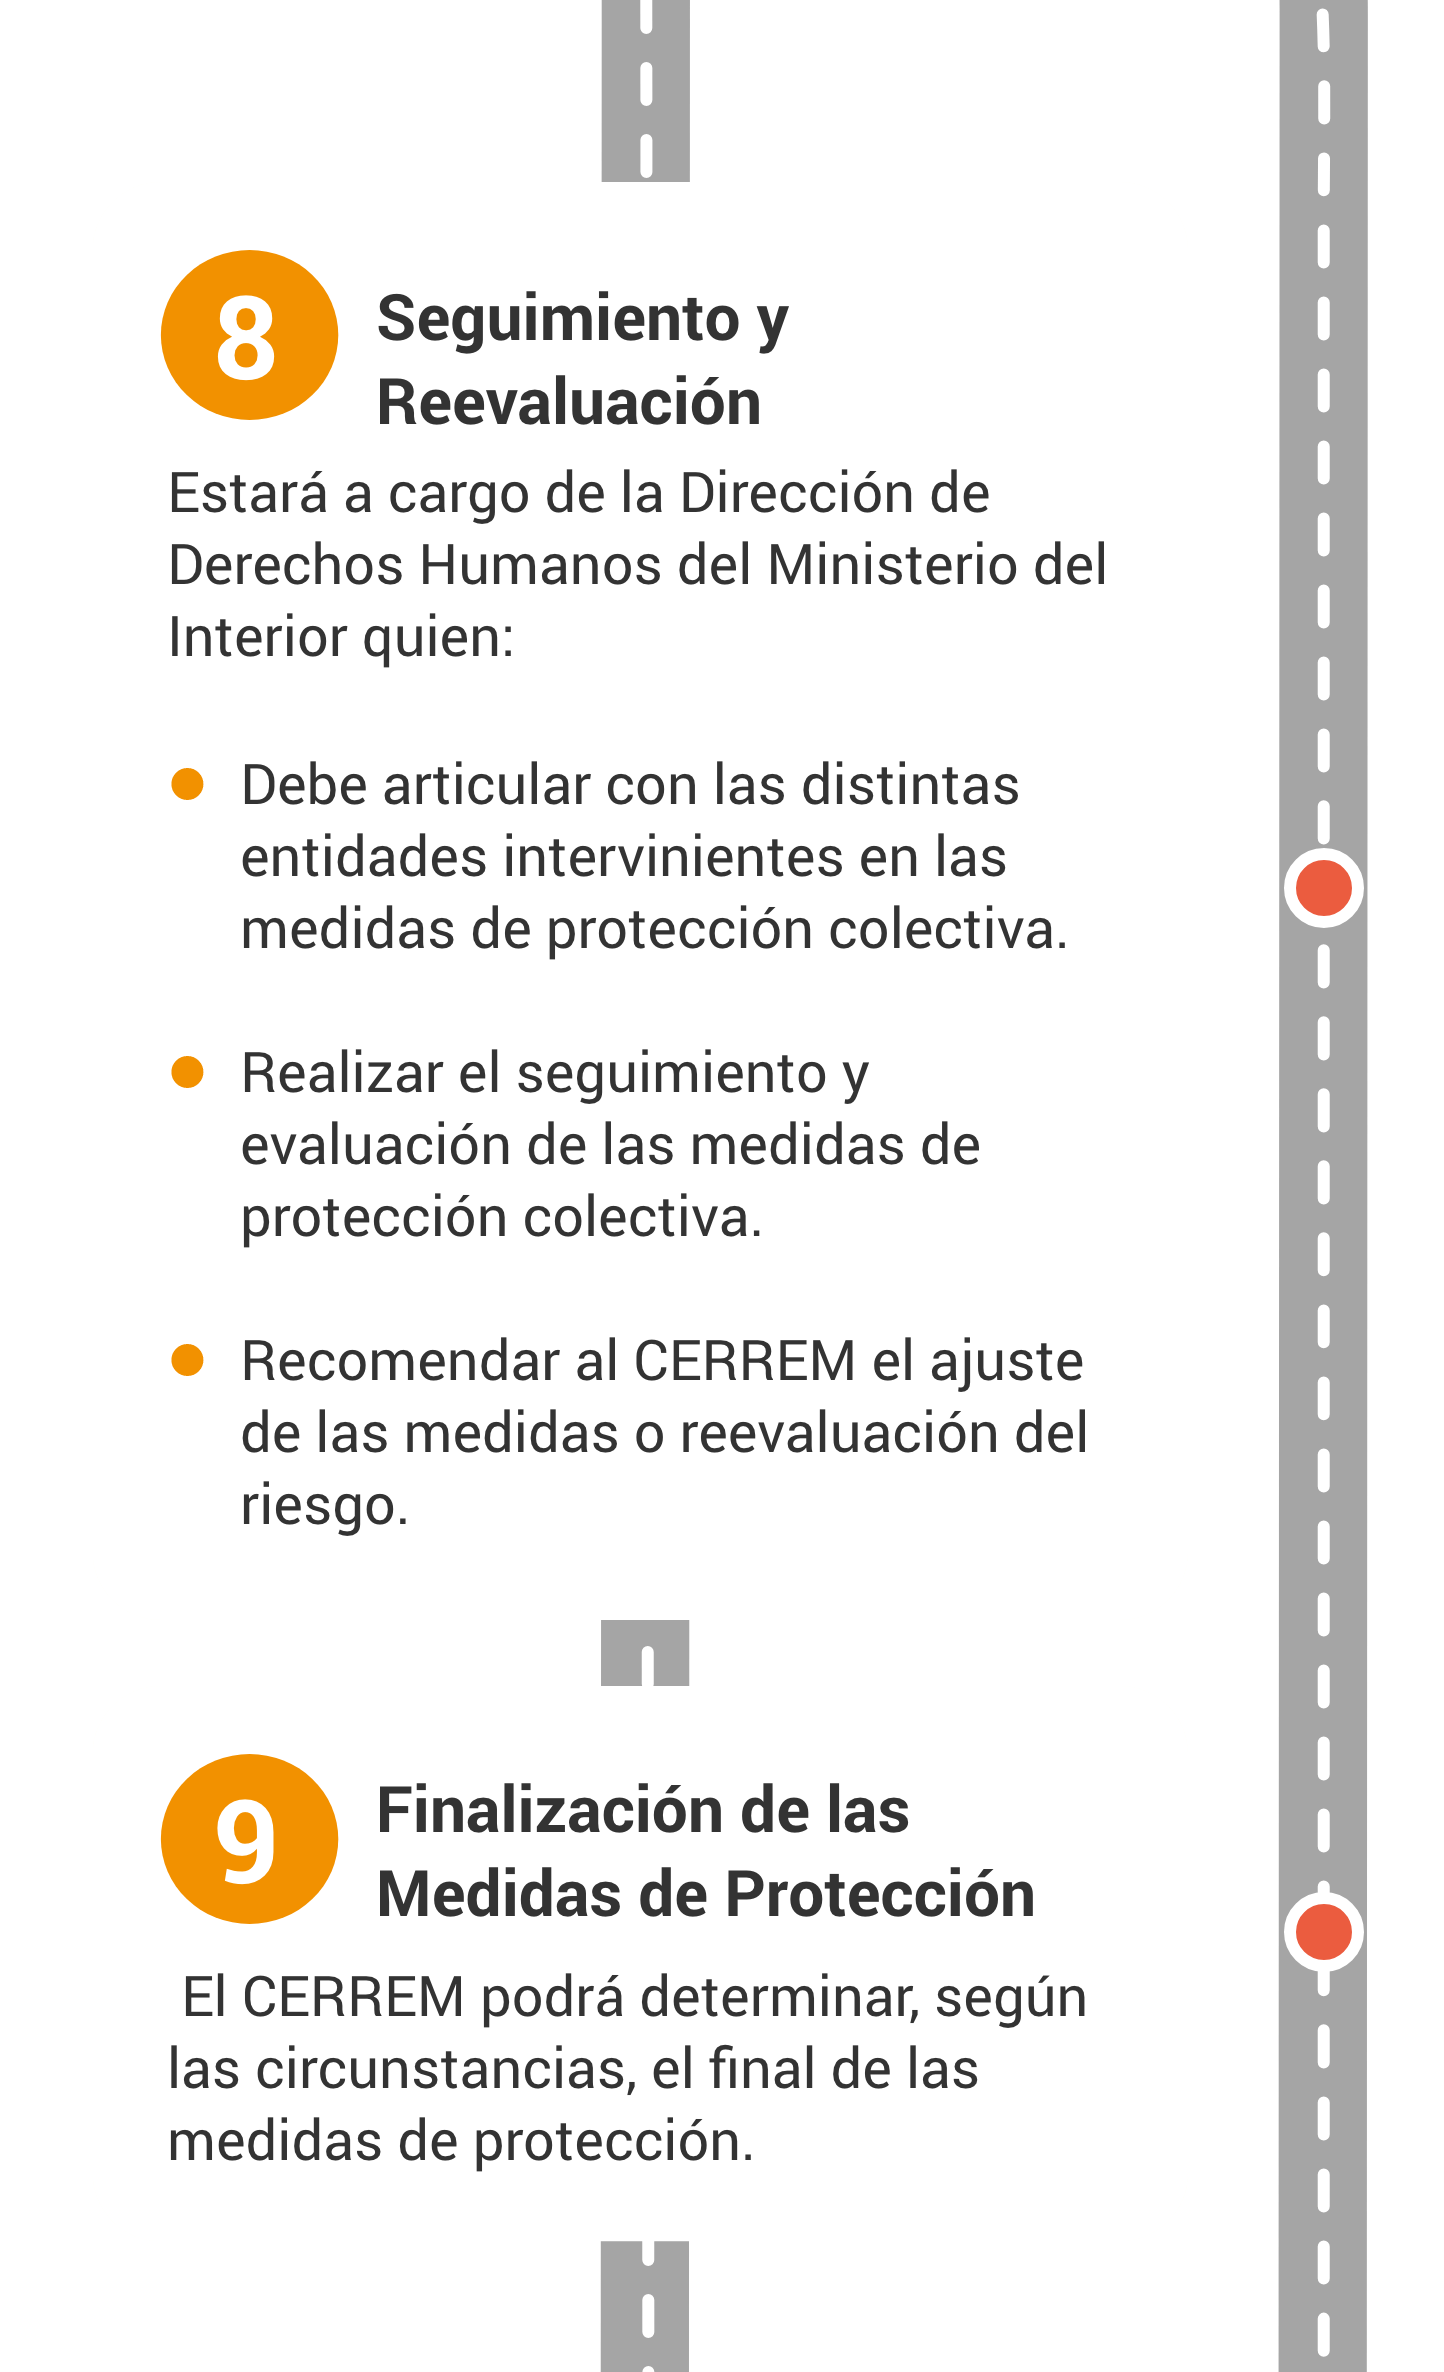 8
Seguimiento y
Reevaluación
Estará a cargo de la Dirección de
Derechos Humanos del Ministerio del
Interior quien:
Debe articular con las distintas
entidades intervinientes en las
medidas de protección colectiva.
Realizar el seguimiento y
evaluación de las medidas de
protección colectiva.
Recomendar al CERREM el ajuste
de las medidas o reevaluación del
riesgo.
9
Finalización de las
Medidas de Protección
El CERREM podrá determinar, según
las circunstancias, el final de las
medidas de protección.